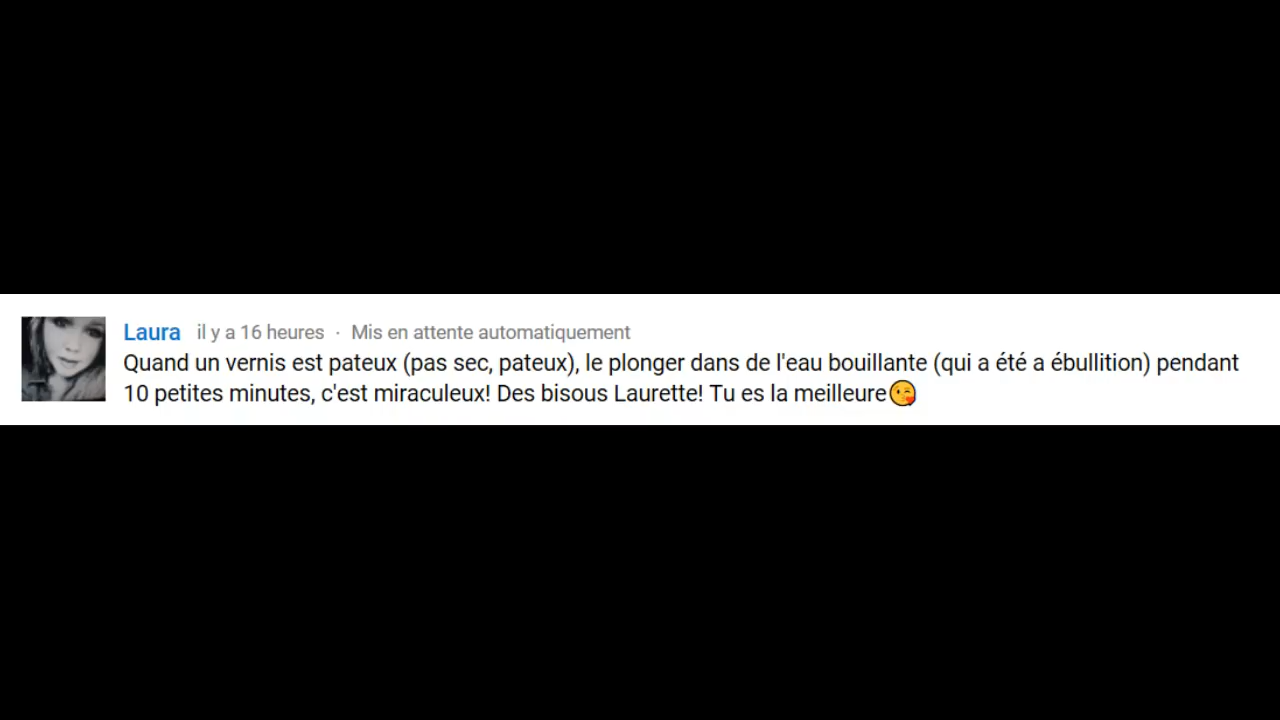 Laura il y a 16 heures · Mis en attente automatiquement
Quand un vernis est pateux (pas sec, pateux), le plonger dans de l'eau bouillante (qui a été a ébullition) pendant
10 petites minutes, c'est miraculeux! Des bisous Laurette! Tu es la meilleure😘